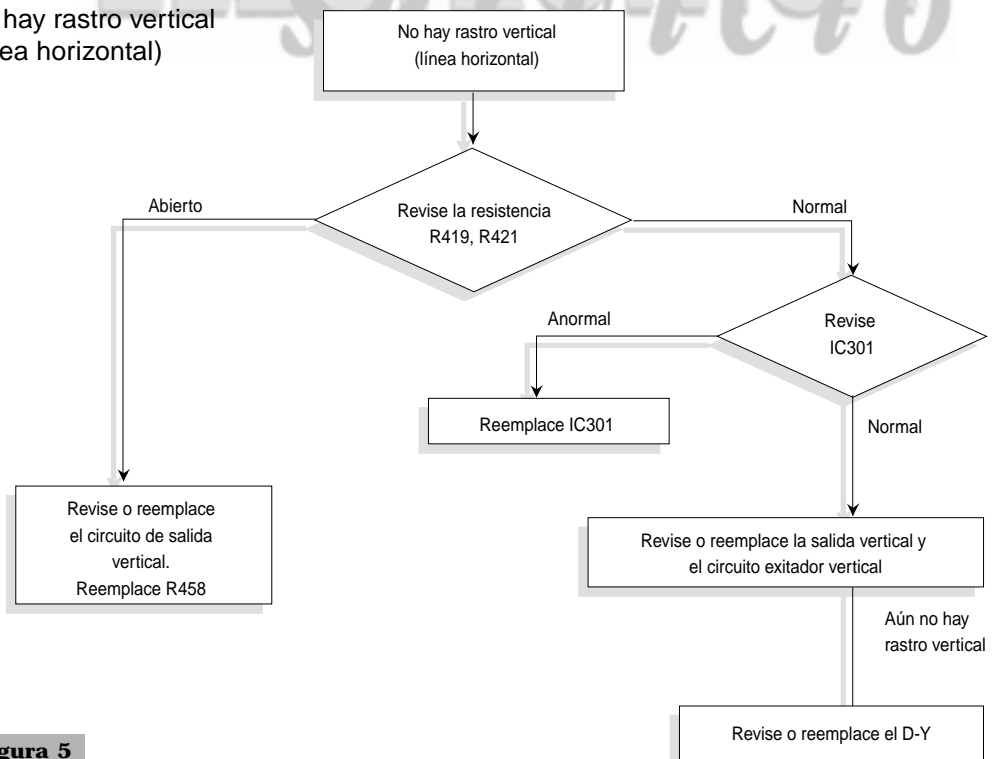 hay rastro vertical
ea horizontal)
No hay rastro vertical
(línea horizontal)
Revise la resistencia
R419, R421
Abierto
Normal
Revise
IC301
Anormal
Reemplace IC301
Normal
Revise o reemplace
el circuito de salida
vertical.
Reemplace R458
Revise o reemplace la salida vertical y
el circuito exitador vertical
Aún no hay
rastro vertical
Revise o reemplace el D-Y
gura 5